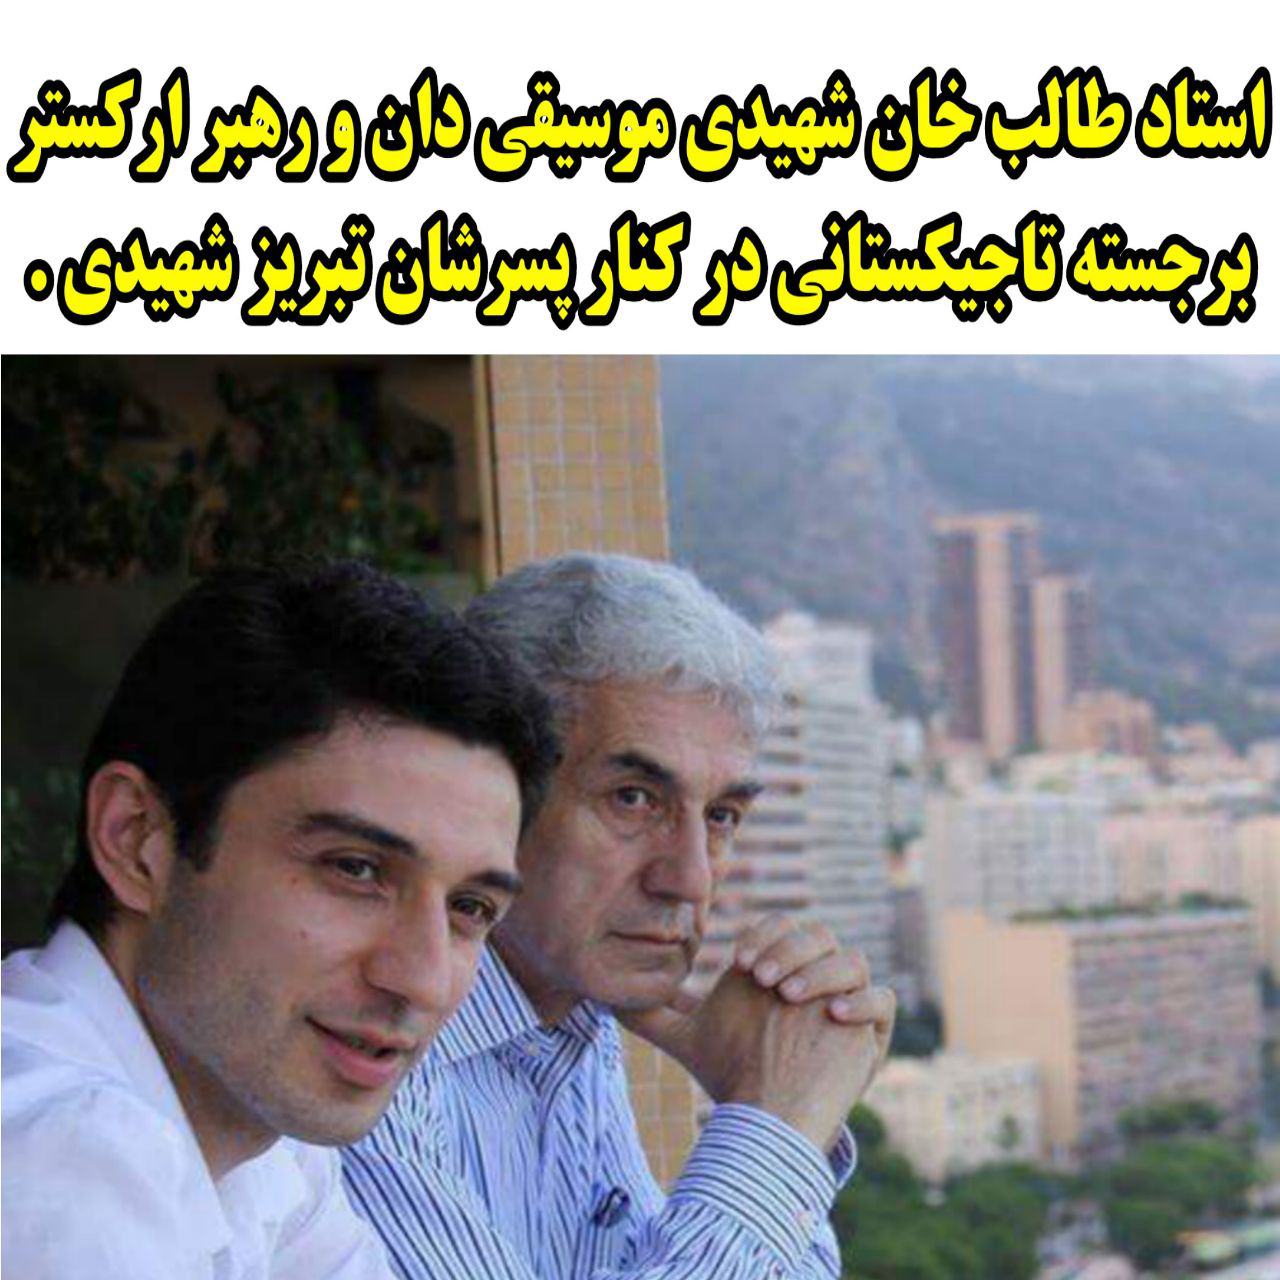 استاد طالب خان شهیدی موسیقی دان و رهبر ارکستر
برجسته تاجیکستانی در کنار پسرشان تبریز شهیدی .